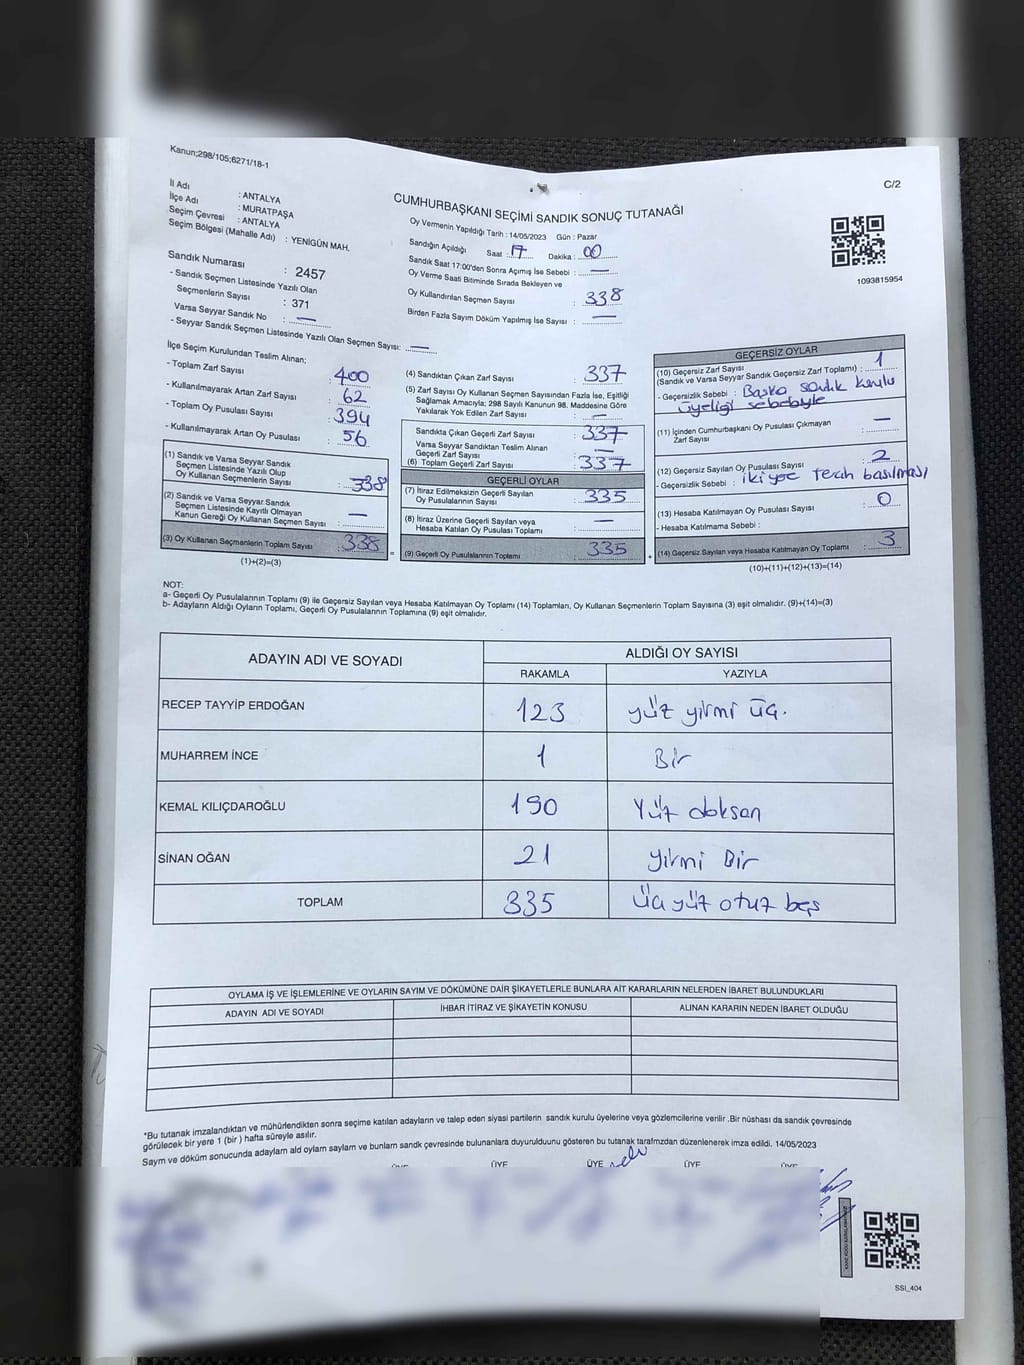 Kanun;298/105;6271/18-1
C/2
İl Adı : ANTALYA
İlçe Adı : MURATPAŞA
Seçim Çevresi : ANTALYA
Seçim Bölgesi (Mahalle Adı) : YENİGÜN MAH.
Sandık Numarası : 2457
- Sandık Seçmen Listesinde Yazılı Olan
Seçmenlerin Sayısı : 371
Varsa Seyyar Sandık No : —
- Seyyar Sandık Seçmen Listesinde Yazılı Olan Seçmen Sayısı: —
CUMHURBAŞKANI SEÇİMİ SANDIK SONUÇ TUTANAĞI
Oy Vermenin Yapıldığı Tarih : 14/05/2023 Gün : Pazar
Sandığın Açıldığı Saat : 17 Dakika : 00
Sandık Saat 17:00'den Sonra Açımış İse Sebebi : —
Oy Verme Saati Bitiminde Sırada Bekleyen ve
Oy Kullandırılan Seçmen Sayısı : 338
Birden Fazla Sayım Döküm Yapılmış İse Sayısı : —
1093815954
İlçe Seçim Kurulundan Teslim Alınan;
- Toplam Zarf Sayısı : 400
- Kullanılmayarak Artan Zarf Sayısı : 62
- Toplam Oy Pusulası Sayısı : 394
- Kullanılmayarak Artan Oy Pusulası : 56
(1) Sandık ve Varsa Seyyar Sandık
Seçmen Listesinde Yazılı Olup
Oy Kullanan Seçmenlerin Sayısı : 338
(2) Sandık ve Varsa Seyyar Sandık
Seçmen Listesinde Kayıtlı Olmayan
Kanun Gereği Oy Kullanan Seçmen Sayısı : —
(3) Oy Kullanan Seçmenlerin Toplam Sayısı : 338
(1)+(2)=(3)
(4) Sandıktan Çıkan Zarf Sayısı : 337
(5) Zarf Sayısı Oy Kullanan Seçmen Sayısından Fazla İse, Eşitliği
Sağlamak Amacıyla; 298 Sayılı Kanunun 98. Maddesine Göre
Yakılarak Yok Edilen Zarf Sayısı : —
Sandıkta Çıkan Geçerli Zarf Sayısı : 337
Varsa Seyyar Sandıktan Teslim Alınan
Geçerli Zarf Sayısı : —
(6) Toplam Geçerli Zarf Sayısı : 337
GEÇERLİ OYLAR
(7) İtiraz Edilmeksizin Geçerli Sayılan
Oy Pusulalarının Sayısı : 335
(8) İtiraz Üzerine Geçerli Sayılan veya
Hesaba Katılan Oy Pusulası Toplamı : —
= (9) Geçerli Oy Pusulalarının Toplamı : 335
GEÇERSİZ OYLAR
(10) Geçersiz Zarf Sayısı 1
(Sandık ve Varsa Seyyar Sandık Geçersiz Zarf Toplamı) :
- Geçersizlik Sebebi : Başka sandık kurulu
üyeliği sebebiyle
(11) İçinden Cumhurbaşkanı Oy Pusulası Çıkmayan —
Zarf Sayısı
(12) Geçersiz Sayılan Oy Pusulası Sayısı : 2
- Geçersizlik Sebebi : iki yere Tercih basılması
(13) Hesaba Katılmayan Oy Pusulası Sayısı : 0
- Hesaba Katılmama Sebebi :
+ (14) Geçersiz Sayılan veya Hesaba Katılmayan Oy Toplamı : 3
(10)+(11)+(12)+(13)=(14)
NOT:
a- Geçerli Oy Pusulalarının Toplamı (9) ile Geçersiz Sayılan veya Hesaba Katılmayan Oy Toplamı (14) Toplamları, Oy Kullanan Seçmenlerin Toplam Sayısına (3) eşit olmalıdır. (9)+(14)=(3)
b- Adayların Aldığı Oyların Toplamı, Geçerli Oy Pusulalarının Toplamına (9) eşit olmalıdır.
ADAYIN ADI VE SOYADI ALDIĞI OY SAYISI
RAKAMLA YAZIYLA
RECEP TAYYİP ERDOĞAN 123 yüz yirmi üç.
MUHARREM İNCE 1 Bir
KEMAL KILIÇDAROĞLU 190 Yüz doksan
SİNAN OĞAN 21 yirmi Bir
TOPLAM 335 üç yüz otuz beş
OYLAMA İŞ VE İŞLEMLERİNE VE OYLARIN SAYIM VE DÖKÜMÜNE DAİR ŞİKAYETLERLE BUNLARA AİT KARARLARIN NELERDEN İBARET BULUNDUKLARI
ADAYIN ADI VE SOYADI İHBAR İTİRAZ VE ŞİKAYETİN KONUSU ALINAN KARARIN NEDEN İBARET OLDUĞU
*Bu tutanak imzalandıktan ve mühürlendikten sonra seçime katılan adayların ve talep eden siyasi partilerin sandık kurulu üyelerine veya gözlemcilerine verilir .Bir nüshası da sandık çevresinde
görülecek bir yere 1 (bir ) hafta süreyle asılır.
Saym ve döküm sonucunda adaylam ald oylam saylam ve bunlam sandk çevresinde bulunanlara duyurulduunu gösteren bu tutanak tarafmzdan düzenlenerek imza edildi. 14/05/2023
ÜYE ÜYE ÜYE ÜYE ÜYE
SSİ_404